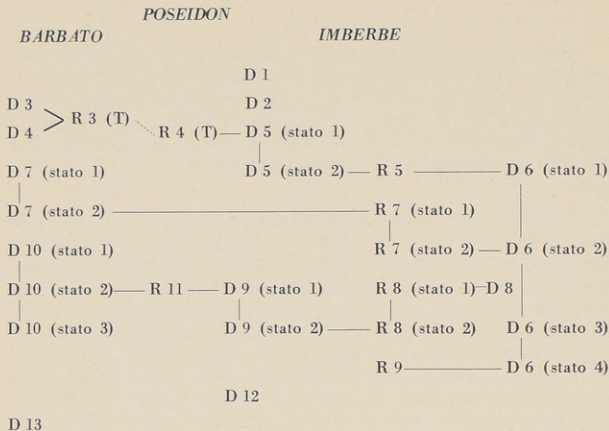 POSEIDON
BARBATO IMBERBE
D 1
D 3 D 2
R 3 (T)
D 4 R 4 (T) D 5 (stato 1)
D 7 (stato 1) D 5 (stato 2) R 5 D 6 (stato 1)
D 7 (stato 2) R 7 (stato 1)
D 10 (stato 1) R 7 (stato 2) D 6 (stato 2)
D 10 (stato 2) R 11 D 9 (stato 1) R 8 (stato 1) D 8
D 10 (stato 3) D 9 (stato 2) R 8 (stato 2) D 6 (stato 3)
R 9 D 6 (stato 4)
D 12
D 13